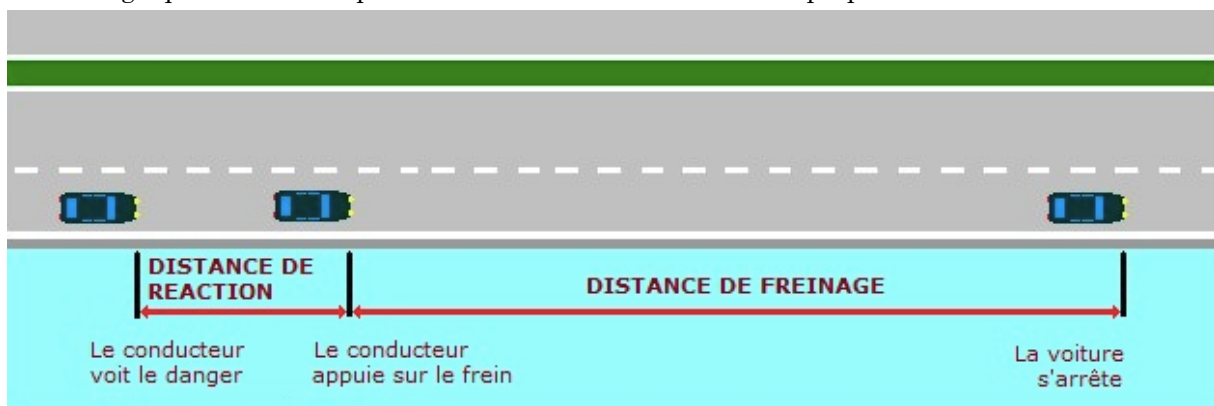 DISTANCE DE
REACTION
DISTANCE DE FREINAGE
Le conducteur
voit le danger
Le conducteur
appuie sur le frein
La voiture
s'arrête